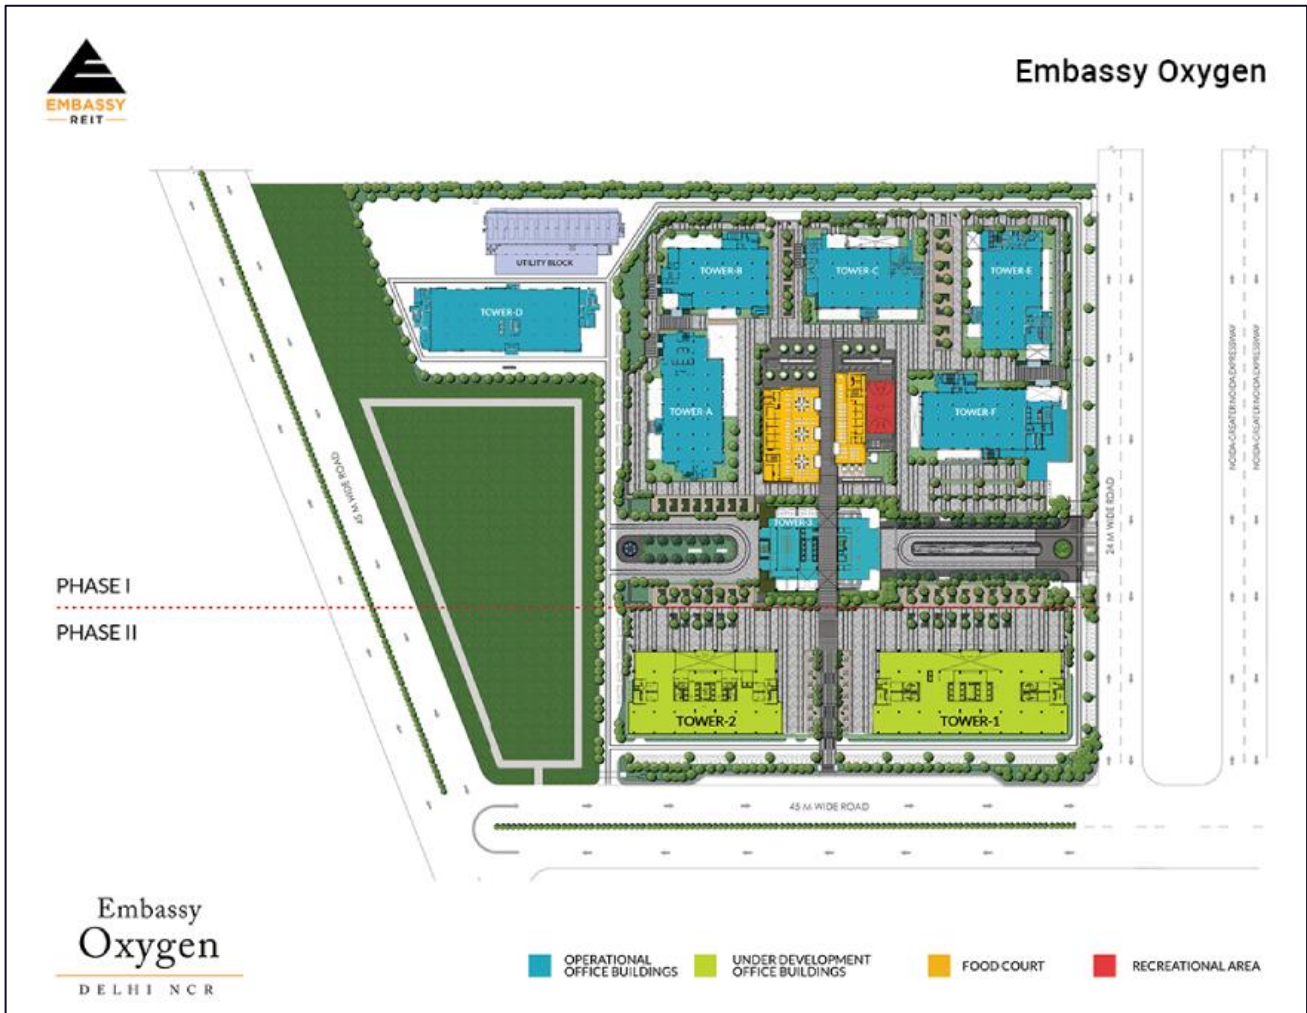 EMBASSY
REIT
Embassy Oxygen
UTILITY BLOCK
TOWER-B
TOWER-C
TOWER-E
TOWER-D
TOWER-A
TOWER-F
45 M WIDE ROAD
24 M WIDE ROAD
NOIDA-GREATER NOIDA EXPRESSWAY
NOIDA-GREATER NOIDA EXPRESSWAY
TOWER-3
PHASE I
PHASE II
TOWER-2
TOWER-1
45 M WIDE ROAD
Embassy
Oxygen
DELHI NCR
OPERATIONAL
OFFICE BUILDINGS
UNDER DEVELOPMENT
OFFICE BUILDINGS
FOOD COURT
RECREATIONAL AREA